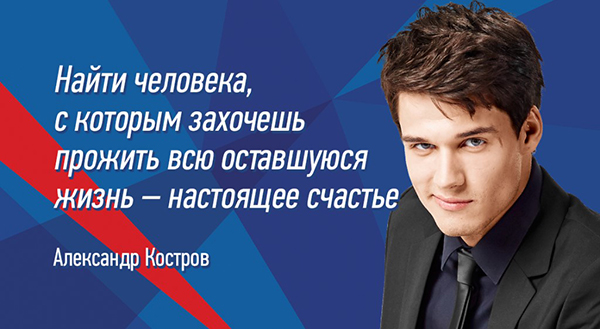 Найти человека,
с которым захочешь
прожить всю оставшуюся
жизнь – настоящее счастье
Александр Костров